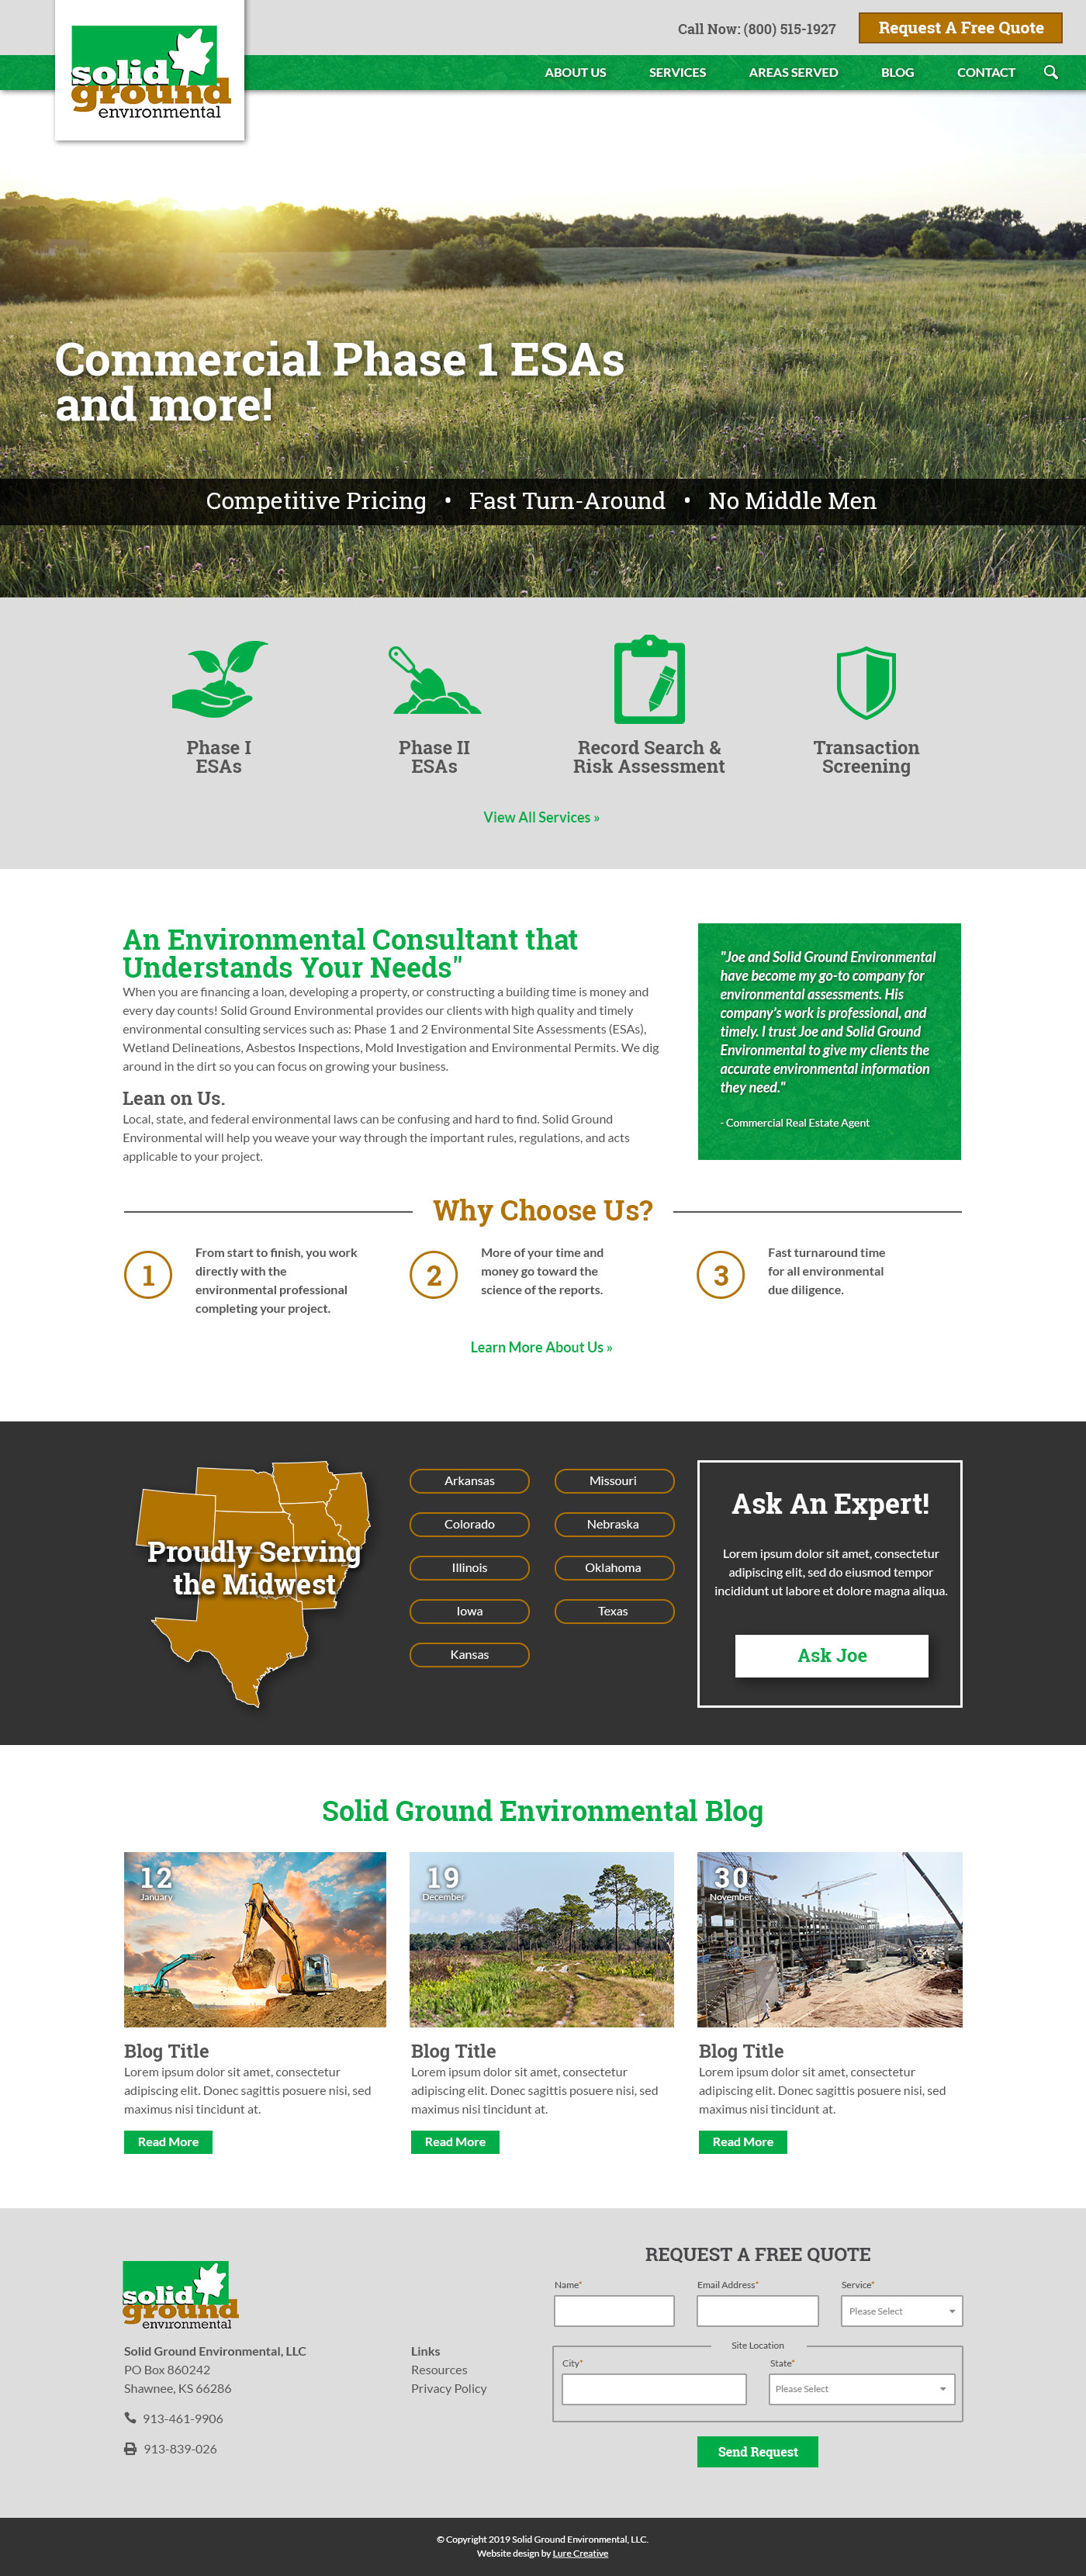 Call Now: (800) 515-1927
Request A Free Quote
solid
ground
environmental
ABOUT US
SERVICES
AREAS SERVED
BLOG
CONTACT
Commercial Phase 1 ESAs
and more!
Competitive Pricing • Fast Turn-Around • No Middle Men
Phase I
ESAs
Phase II
ESAs
Record Search &
Risk Assessment
Transaction
Screening
View All Services »
An Environmental Consultant that
Understands Your Needs"
When you are financing a loan, developing a property, or constructing a building time is money and
every day counts! Solid Ground Environmental provides our clients with high quality and timely
environmental consulting services such as: Phase 1 and 2 Environmental Site Assessments (ESAs),
Wetland Delineations, Asbestos Inspections, Mold Investigation and Environmental Permits. We dig
around in the dirt so you can focus on growing your business.
Lean on Us.
Local, state, and federal environmental laws can be confusing and hard to find. Solid Ground
Environmental will help you weave your way through the important rules, regulations, and acts
applicable to your project.
"Joe and Solid Ground Environmental
have become my go-to company for
environmental assessments. His
company's work is professional, and
timely. I trust Joe and Solid Ground
Environmental to give my clients the
accurate environmental information
they need."
- Commercial Real Estate Agent
Why Choose Us?
1
From start to finish, you work
directly with the
environmental professional
completing your project.
2
More of your time and
money go toward the
science of the reports.
3
Fast turnaround time
for all environmental
due diligence.
Learn More About Us »
Proudly Serving
the Midwest
Arkansas
Colorado
Illinois
Iowa
Kansas
Missouri
Nebraska
Oklahoma
Texas
Ask An Expert!
Lorem ipsum dolor sit amet, consectetur
adipiscing elit, sed do eiusmod tempor
incididunt ut labore et dolore magna aliqua.
Ask Joe
Solid Ground Environmental Blog
12
January
Blog Title
Lorem ipsum dolor sit amet, consectetur
adipiscing elit. Donec sagittis posuere nisi, sed
maximus nisi tincidunt at.
Read More
19
December
Blog Title
Lorem ipsum dolor sit amet, consectetur
adipiscing elit. Donec sagittis posuere nisi, sed
maximus nisi tincidunt at.
Read More
30
November
Blog Title
Lorem ipsum dolor sit amet, consectetur
adipiscing elit. Donec sagittis posuere nisi, sed
maximus nisi tincidunt at.
Read More
solid
ground
environmental
Solid Ground Environmental, LLC
PO Box 860242
Shawnee, KS 66286
913-461-9906
913-839-026
Links
Resources
Privacy Policy
REQUEST A FREE QUOTE
Name*
Email Address*
Service*
Please Select
Site Location
City*
State*
Please Select
Send Request
© Copyright 2019 Solid Ground Environmental, LLC.
Website design by Lure Creative